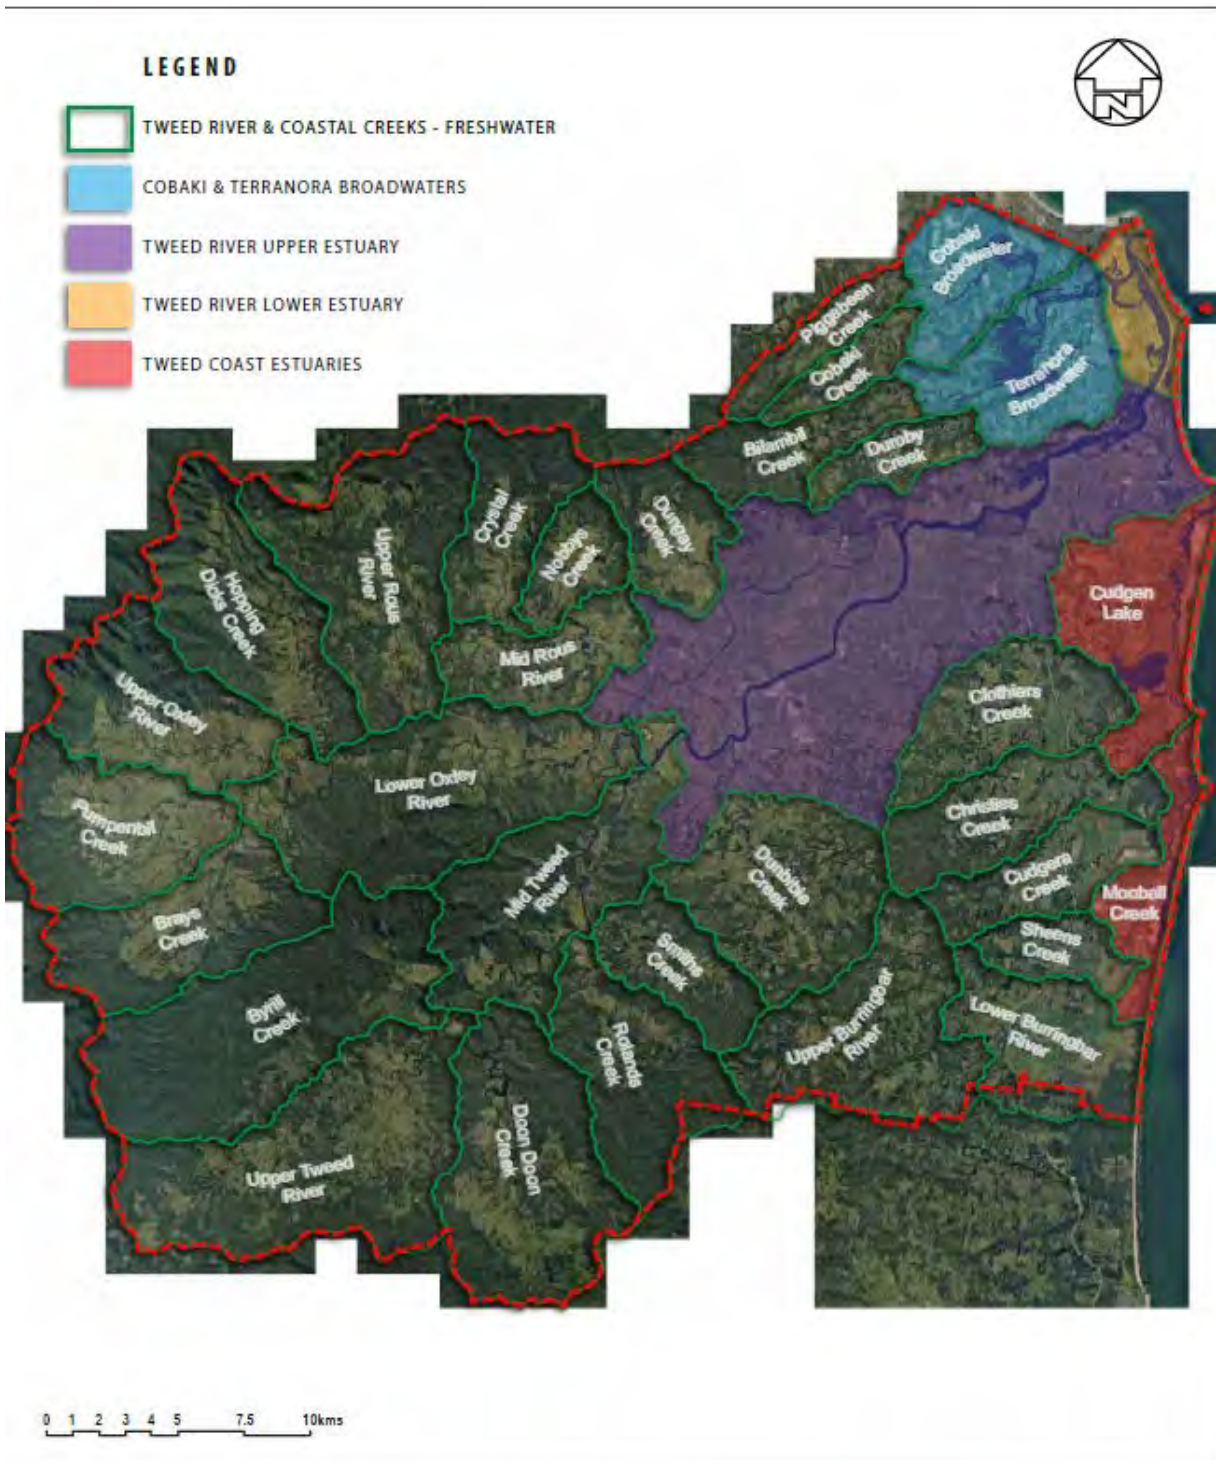 LEGEND
TWEED RIVER & COASTAL CREEKS - FRESHWATER
COBAKI & TERRANORA BROADWATERS
TWEED RIVER UPPER ESTUARY
TWEED RIVER LOWER ESTUARY
TWEED COAST ESTUARIES
N
Cobaki
Broadwater
Piggabeen
Creek
Cobaki
Creek
Terranora
Broadwater
Bilambil
Creek
Duroby
Creek
Crystal
Creek
Nobbys
Creek
Dungay
Creek
Upper Rous
River
Hopping
Dicks Creek
Mid Rous
River
Cudgen
Lake
Clothiers
Creek
Upper Oxley
River
Lower Oxley
River
Pumpenbil
Creek
Christies
Creek
Mid Tweed
River
Dunbible
Creek
Cudgera
Creek
Mooball
Creek
Brays
Creek
Smiths
Creek
Sheens
Creek
Byrill
Creek
Rolands
Creek
Upper Burringbar
River
Lower Burringbar
River
Upper Tweed
River
Doon Doon
Creek
0 1 2 3 4 5 7.5 10kms